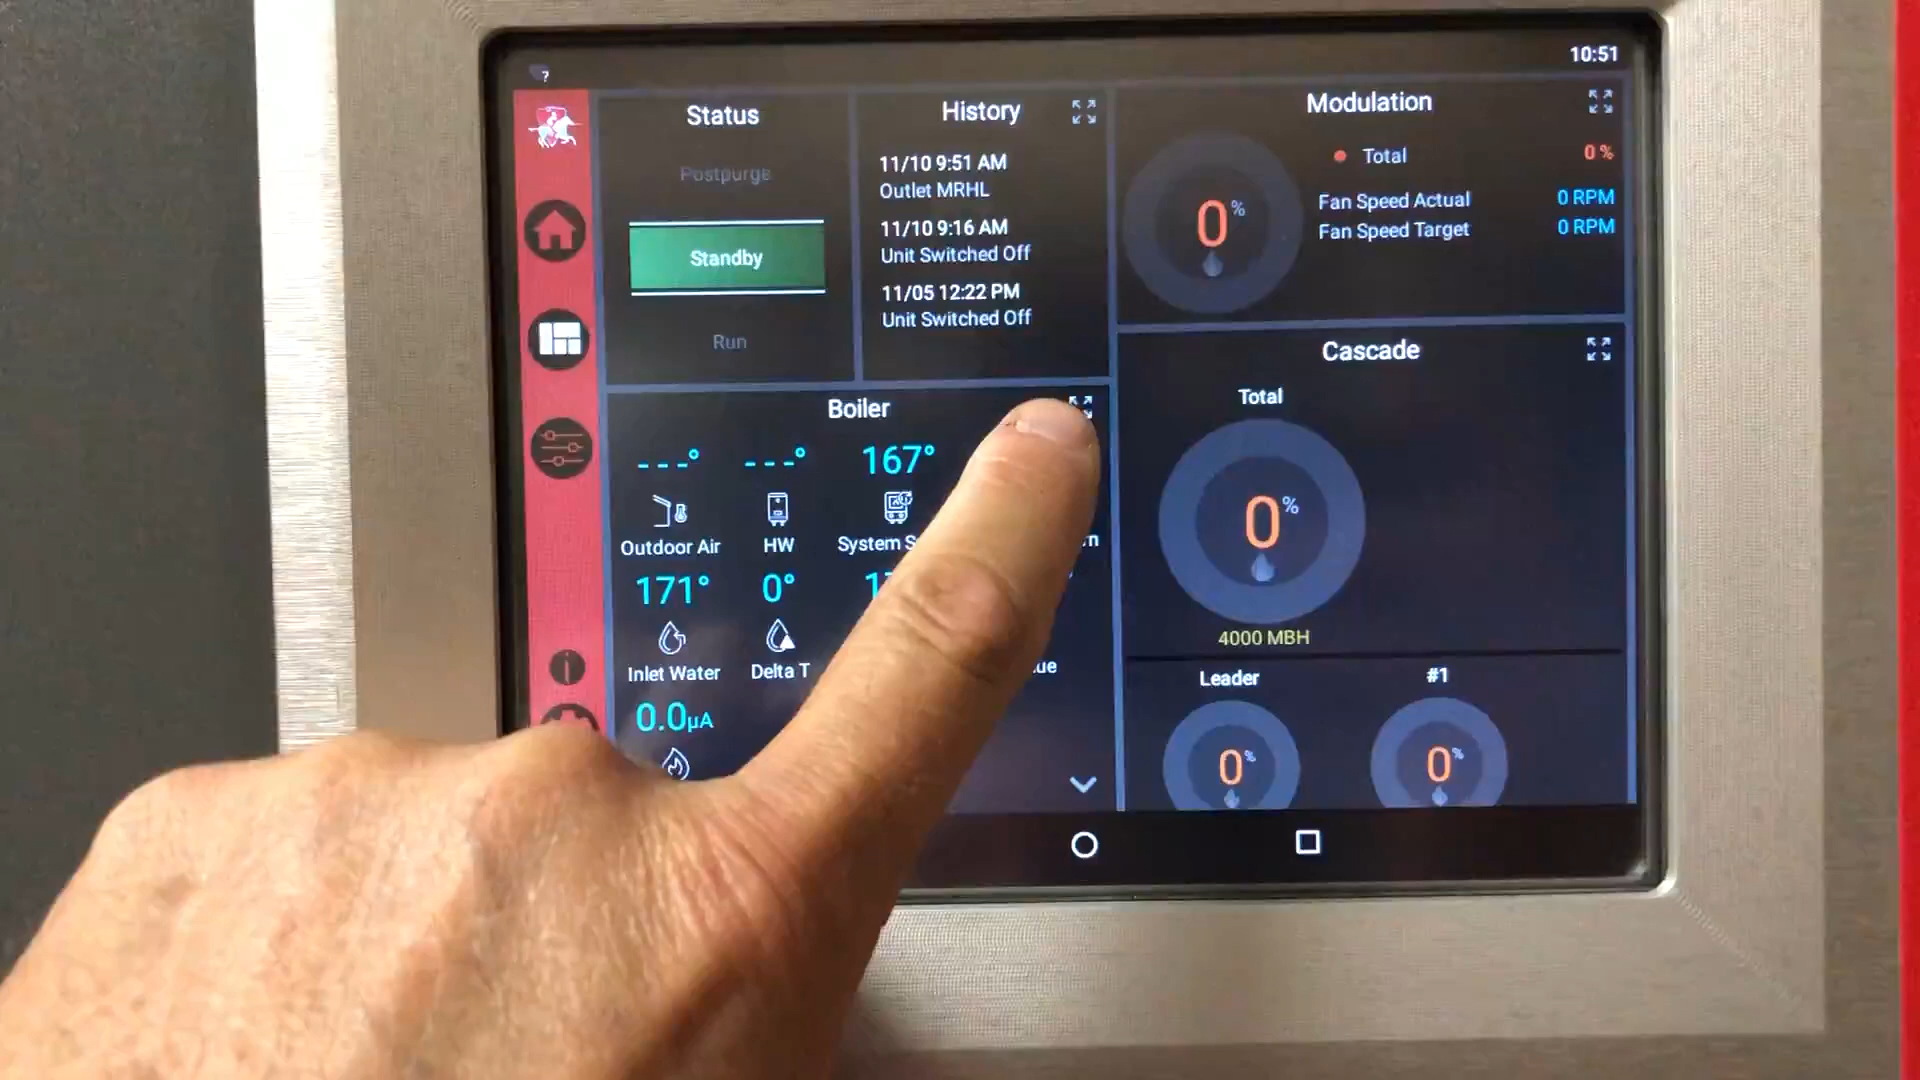 10:51
?
Status
Postpurge
Standby
Run
History
11/10 9:51 AM
Outlet MRHL
11/10 9:16 AM
Unit Switched Off
11/05 12:22 PM
Unit Switched Off
Modulation
0%
Total 0 %
Fan Speed Actual 0 RPM
Fan Speed Target 0 RPM
Boiler
---° ---° 167°
Outdoor Air HW System
171° 0°
Inlet Water Delta T
0.0µA
Cascade
Total
0%
4000 MBH
Leader #1
0% 0%